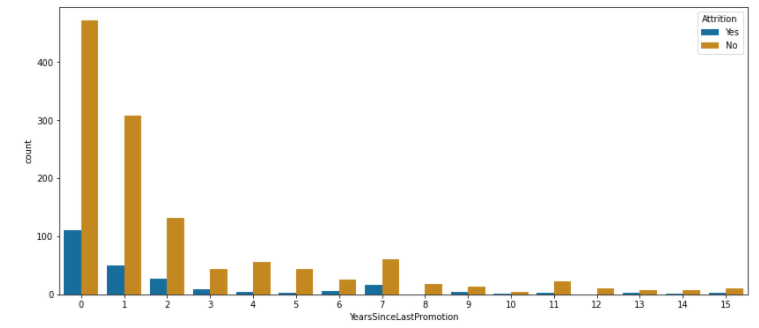 Attrition
Yes
No
400
300
200
100
0
count
0 1 2 3 4 5 6 7 8 9 10 11 12 13 14 15
YearsSinceLastPromotion